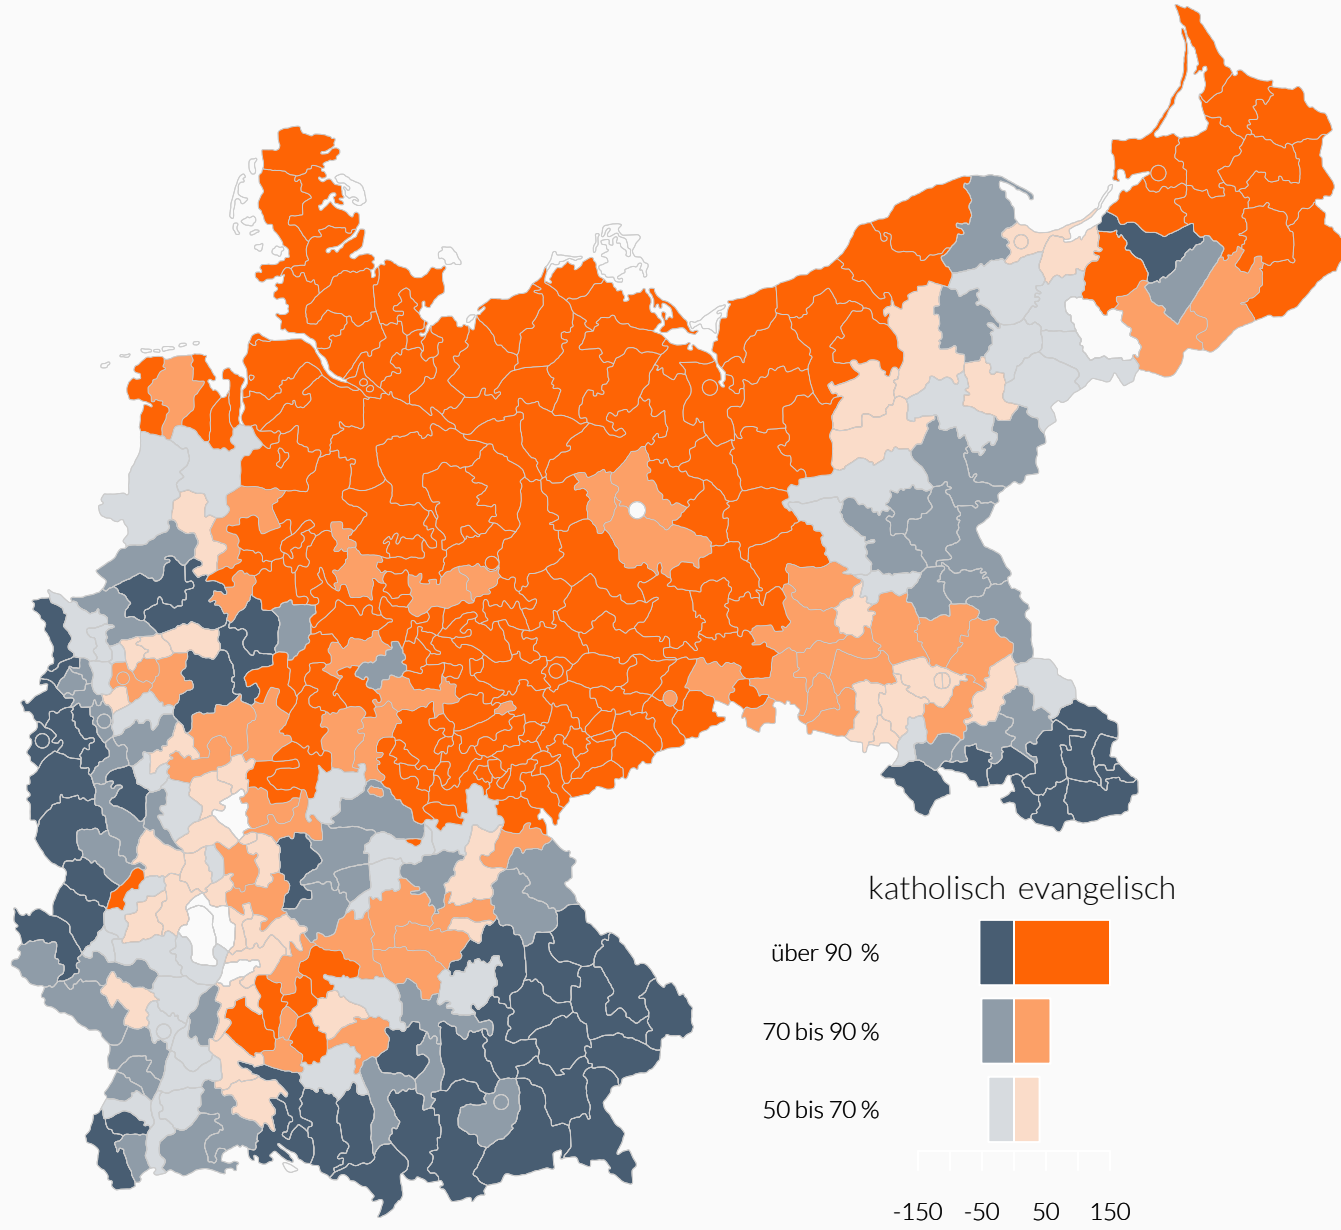 katholisch evangelisch
über 90 %
70 bis 90 %
50 bis 70 %
-150 -50 50 150